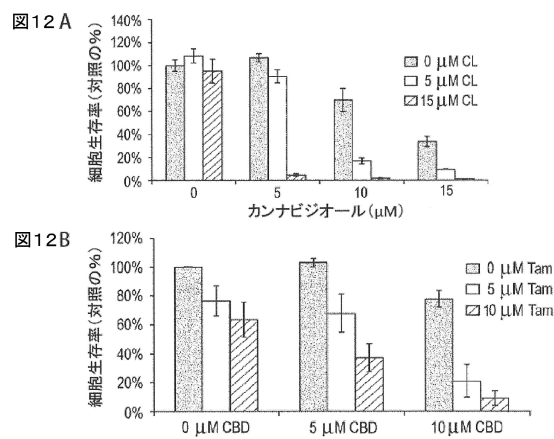 図12A
細胞生存率(対照の%)
140%
120%
100%
80%
60%
40%
20%
0%
0 μM CL
5 μM CL
15 μM CL
0 5 10 15
カンナビジオール(μM)
図12B
細胞生存率(対照の%)
120%
100%
80%
60%
40%
20%
0%
0 μM Tam
5 μM Tam
10 μM Tam
0 μM CBD 5 μM CBD 10 μM CBD